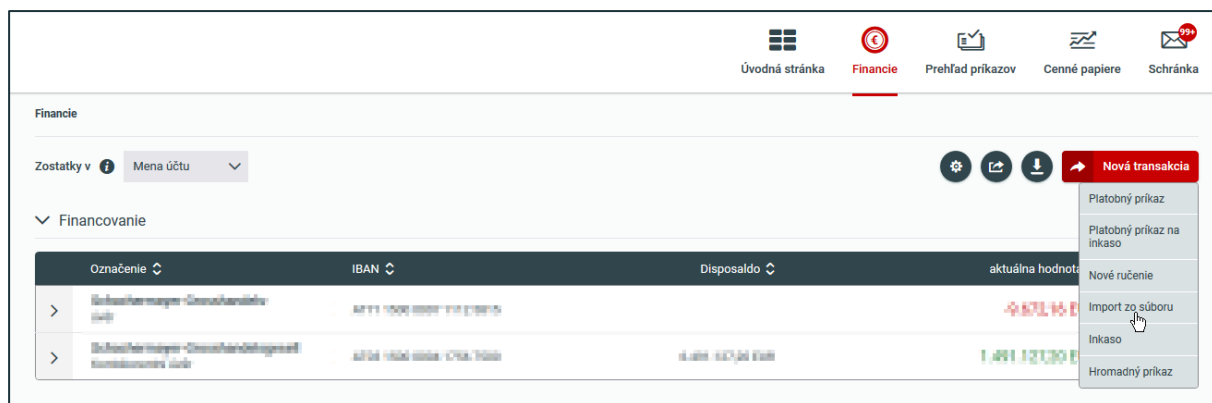 99+
Úvodná stránka Financie Prehľad príkazov Cenné papiere Schránka
Financie
Zostatky v Mena účtu Nová transakcia
Platobný príkaz
Financovanie
Platobný príkaz na
inkaso
Označenie IBAN Disposaldo aktuálna hodnota
Nové ručenie
Import zo súboru
Inkaso
Hromadný príkaz